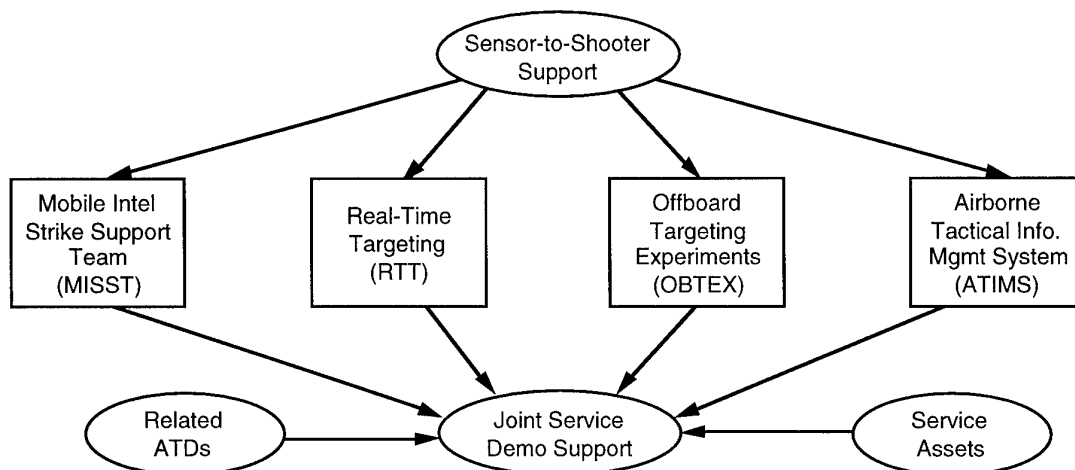 Sensor-to-Shooter
Support
Mobile Intel
Strike Support
Team
(MISST)
Real-Time
Targeting
(RTT)
Offboard
Targeting
Experiments
(OBTEX)
Airborne
Tactical Info.
Mgmt System
(ATIMS)
Related
ATDs
Joint Service
Demo Support
Service
Assets